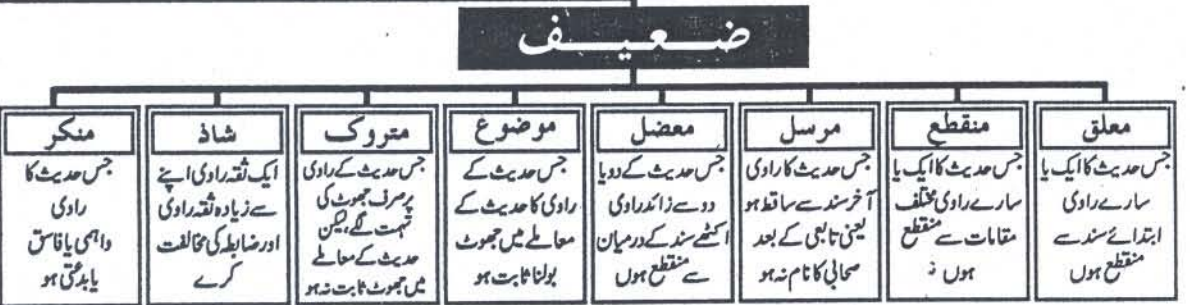 ضعیف
معلق
جس حدیث کا ایک یا
سارے راوی
ابتدائے سند سے
منقطع ہوں
منقطع
جس حدیث کا ایک یا
سارے راوی مختلف
مقامات سے منقطع
ہوں
مرسل
جس حدیث کا راوی
آخر سند سے ساقط ہو
یعنی تابعی کے بعد
صحابی کا نام نہ ہو
معضل
جس حدیث کے دو یا
دو سے زائد راوی
اکٹھے سند کے درمیان
سے منقطع ہوں
موضوع
جس حدیث کے
راوی کا حدیث کے
معاملے میں جھوٹ
بولنا ثابت ہو
متروک
جس حدیث کے راوی
پر صرف جھوٹ کی
تہمت لگے، لیکن
حدیث کے معاملے
میں جھوٹ ثابت نہ ہو
شاذ
ایک ثقہ راوی اپنے
سے زیادہ ثقہ راوی
اور ضابطہ کی مخالفت
کرے
منکر
جس حدیث کا
راوی
واہمی یا فاسق
یا بدعتی ہو